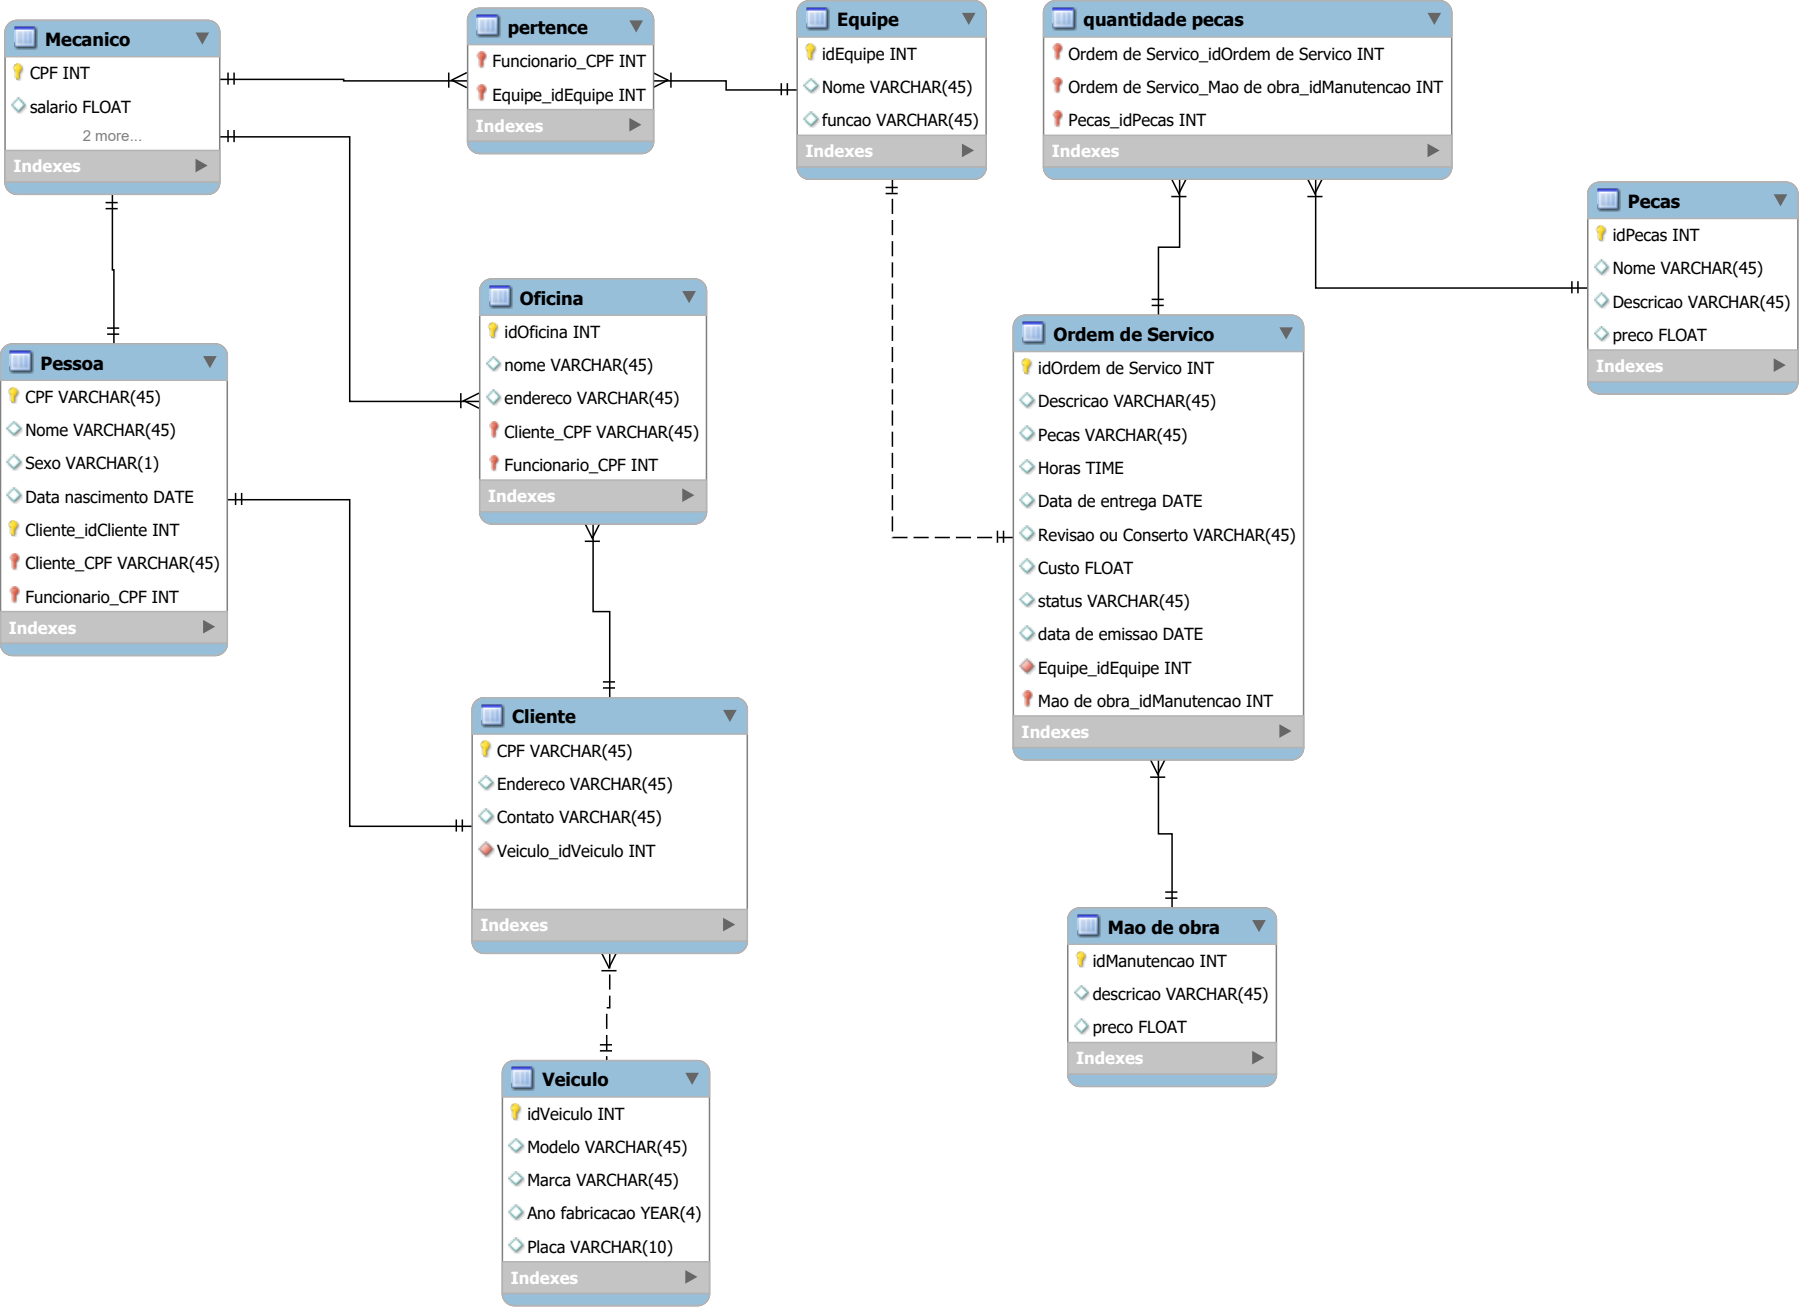 Mecanico
CPF INT
salario FLOAT
2 more...
Indexes
pertence
Funcionario_CPF INT
Equipe_idEquipe INT
Indexes
Equipe
idEquipe INT
Nome VARCHAR(45)
funcao VARCHAR(45)
Indexes
quantidade pecas
Ordem de Servico_idOrdem de Servico INT
Ordem de Servico_Mao de obra_idManutencao INT
Pecas_idPecas INT
Indexes
Pecas
idPecas INT
Nome VARCHAR(45)
Descricao VARCHAR(45)
preco FLOAT
Indexes
Pessoa
CPF VARCHAR(45)
Nome VARCHAR(45)
Sexo VARCHAR(1)
Data nascimento DATE
Cliente_idCliente INT
Cliente_CPF VARCHAR(45)
Funcionario_CPF INT
Indexes
Oficina
idOficina INT
nome VARCHAR(45)
endereco VARCHAR(45)
Cliente_CPF VARCHAR(45)
Funcionario_CPF INT
Indexes
Ordem de Servico
idOrdem de Servico INT
Descricao VARCHAR(45)
Pecas VARCHAR(45)
Horas TIME
Data de entrega DATE
Revisao ou Conserto VARCHAR(45)
Custo FLOAT
status VARCHAR(45)
data de emissao DATE
Equipe_idEquipe INT
Mao de obra_idManutencao INT
Indexes
Cliente
CPF VARCHAR(45)
Endereco VARCHAR(45)
Contato VARCHAR(45)
Veiculo_idVeiculo INT
Indexes
Mao de obra
idManutencao INT
descricao VARCHAR(45)
preco FLOAT
Indexes
Veiculo
idVeiculo INT
Modelo VARCHAR(45)
Marca VARCHAR(45)
Ano fabricacao YEAR(4)
Placa VARCHAR(10)
Indexes